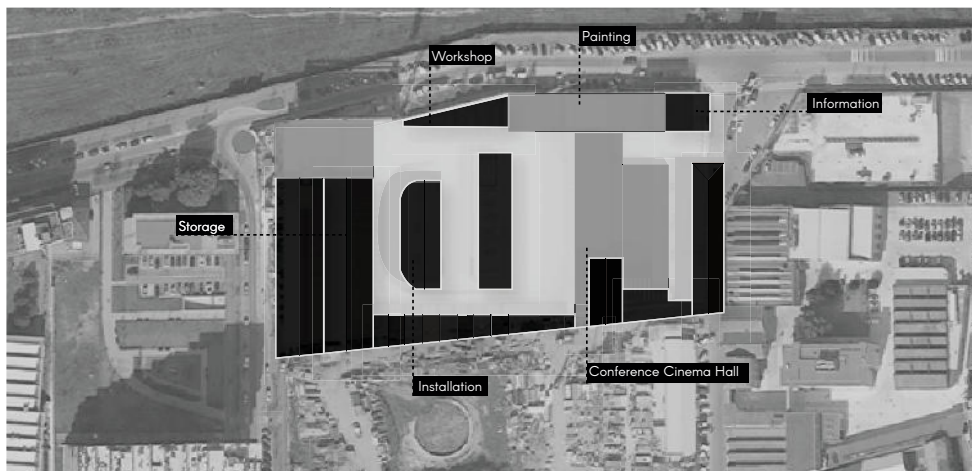 Painting
Workshop
Information
Storage
Conference Cinema Hall
Installation